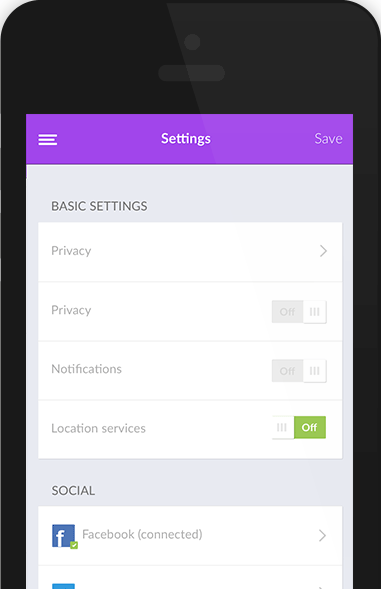 Settings
Save
BASIC SETTINGS
Privacy
Privacy
Off
Notifications
Off
Location services
Off
SOCIAL
Facebook (connected)